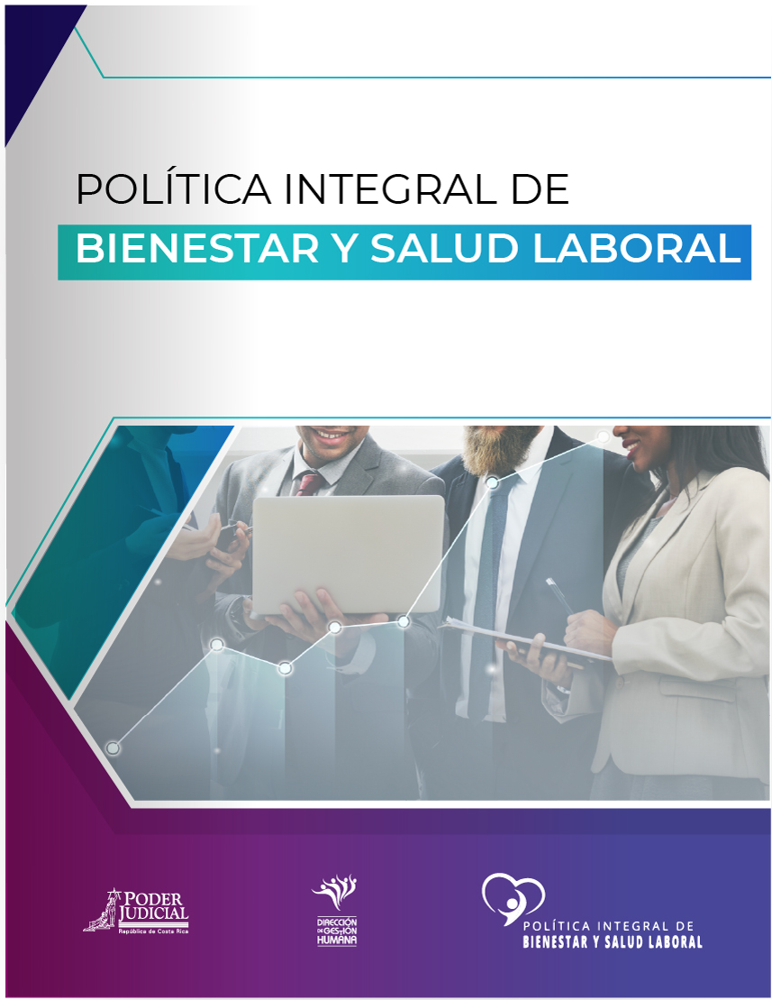 POLÍTICA INTEGRAL DE
BIENESTAR Y SALUD LABORAL
PODER
JUDICIAL
República de Costa Rica
DIRECCIÓN
DE GESTIÓN
HUMANA
POLÍTICA INTEGRAL DE
BIENESTAR Y SALUD LABORAL